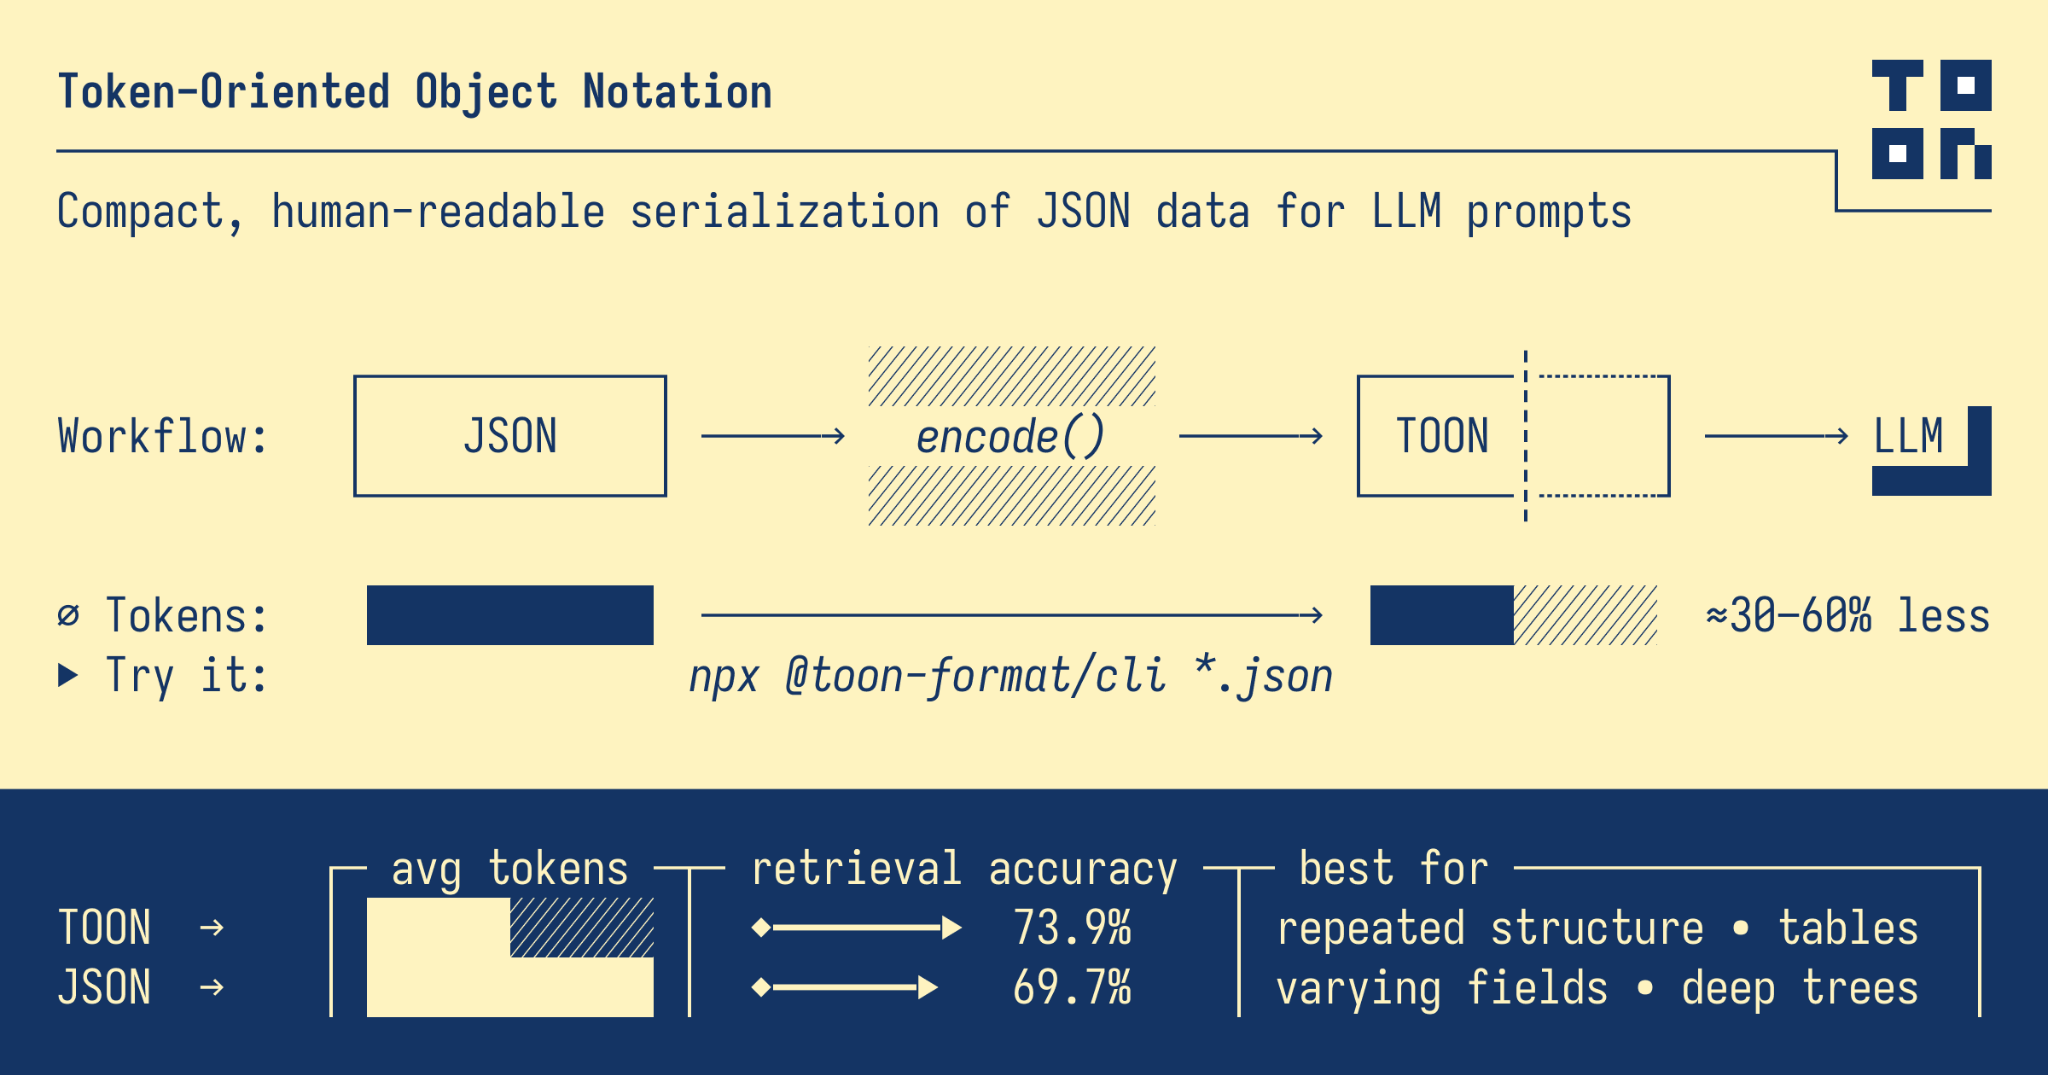 Token-Oriented Object Notation
TOON
Compact, human-readable serialization of JSON data for LLM prompts
Workflow: JSON → encode() → TOON → LLM
∅ Tokens: → ≈30-60% less
▶ Try it: npx @toon-format/cli *.json
avg tokens retrieval accuracy best for
TOON → 73.9% repeated structure • tables
JSON → 69.7% varying fields • deep trees